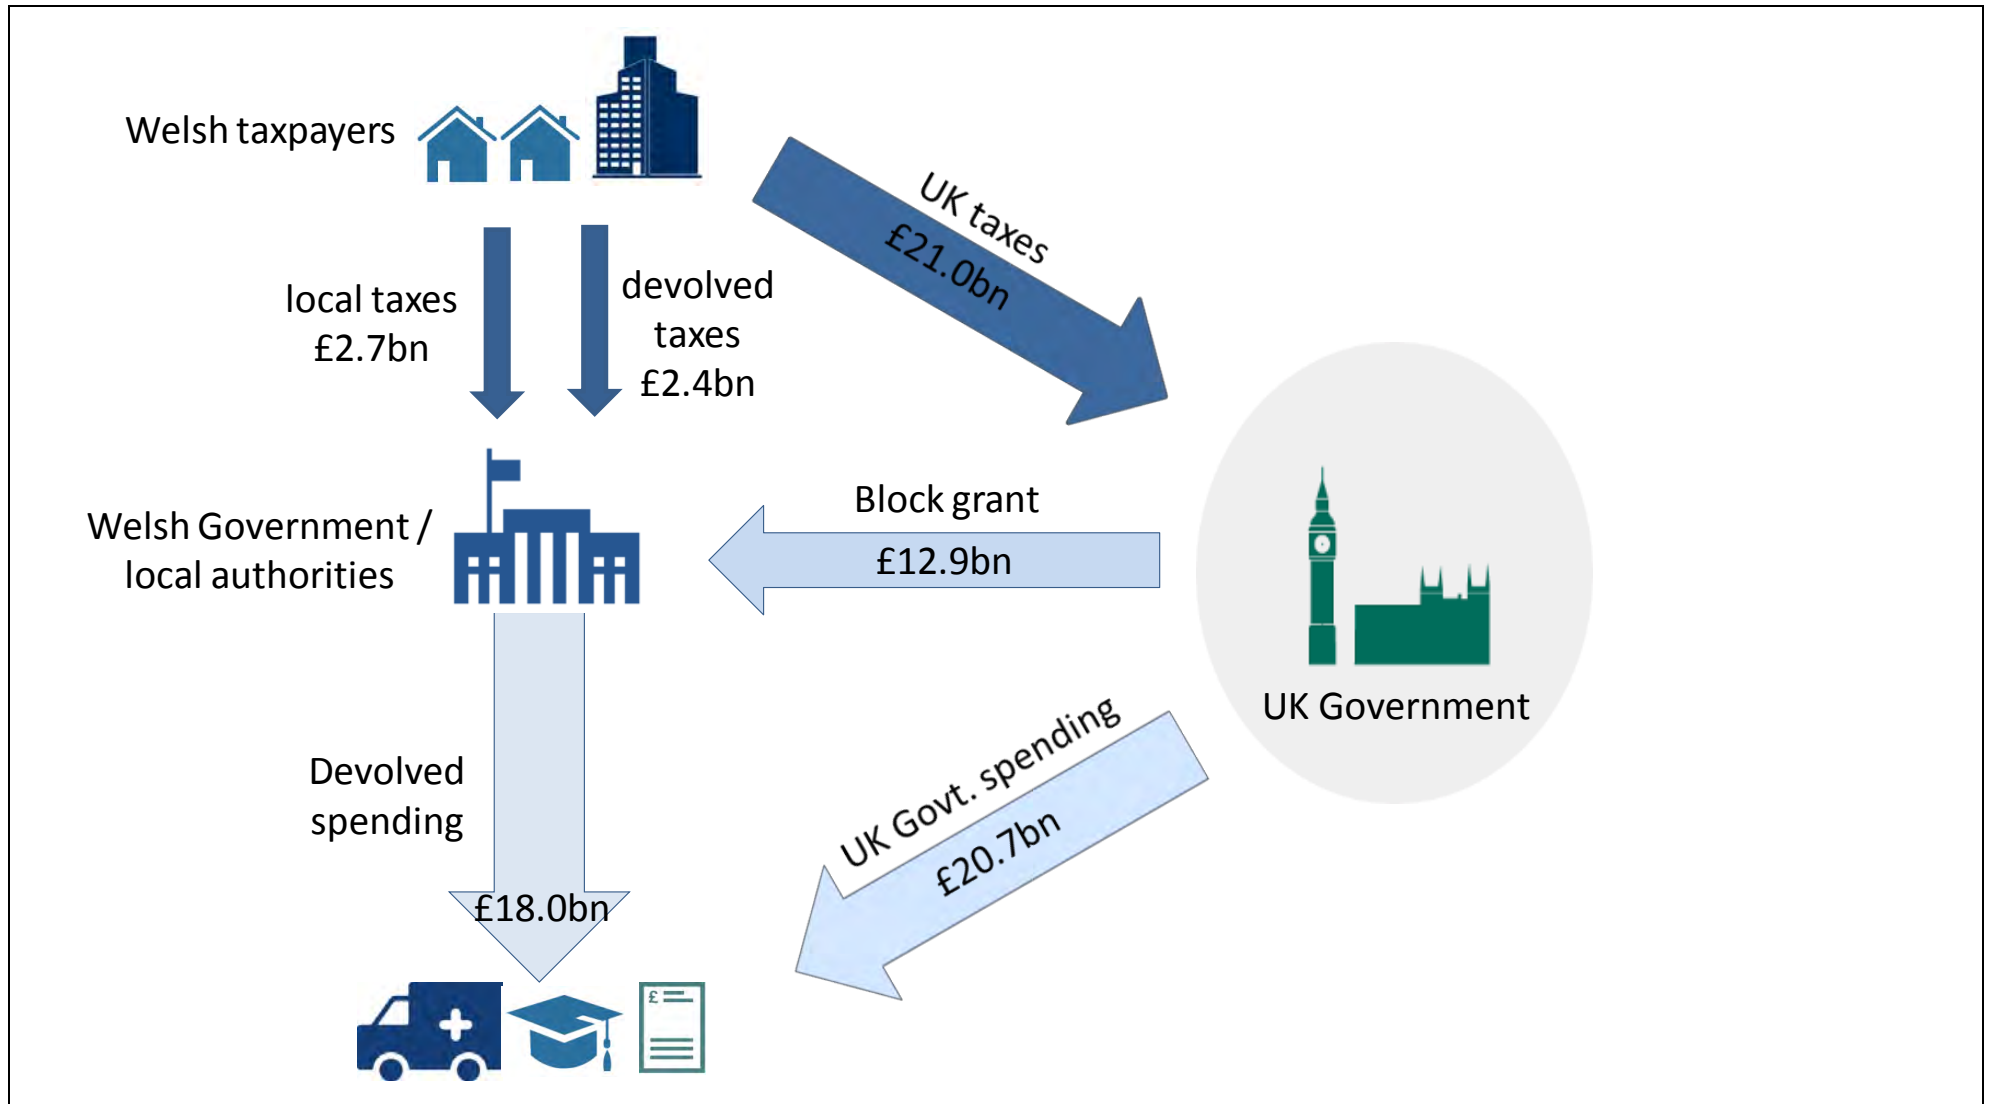 Welsh taxpayers
UK taxes
£21.0bn
local taxes
£2.7bn
devolved
taxes
£2.4bn
Welsh Government /
local authorities
Block grant
£12.9bn
UK Government
Devolved
spending
£18.0bn
UK Govt. spending
£20.7bn
£